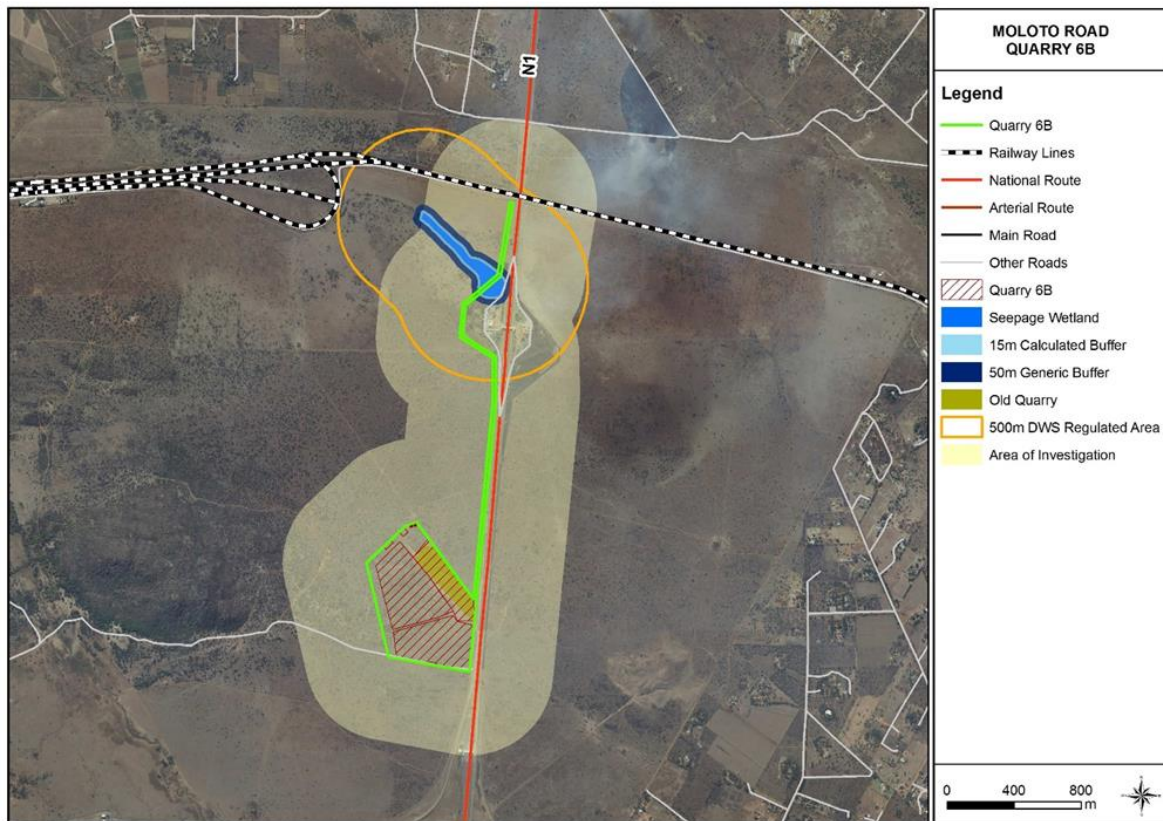 N1
MOLOTO ROAD
QUARRY 6B
Legend
Quarry 6B
Railway Lines
National Route
Arterial Route
Main Road
Other Roads
Quarry 6B
Seepage Wetland
15m Calculated Buffer
50m Generic Buffer
Old Quarry
500m DWS Regulated Area
Area of Investigation
0 400 800
m